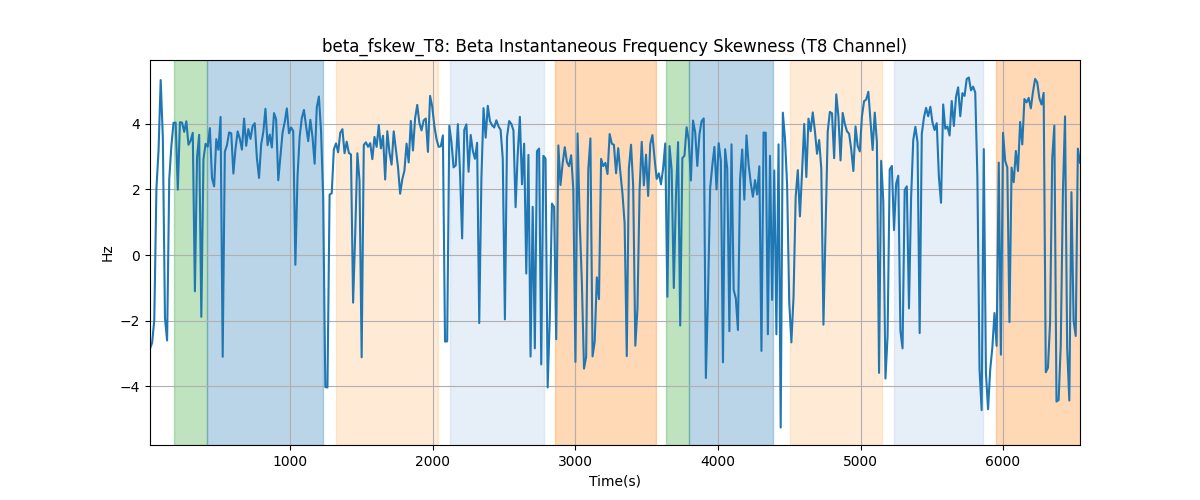 beta_fskew_T8: Beta Instantaneous Frequency Skewness (T8 Channel)
Hz
4
2
0
−2
−4
1000 2000 3000 4000 5000 6000
Time(s)